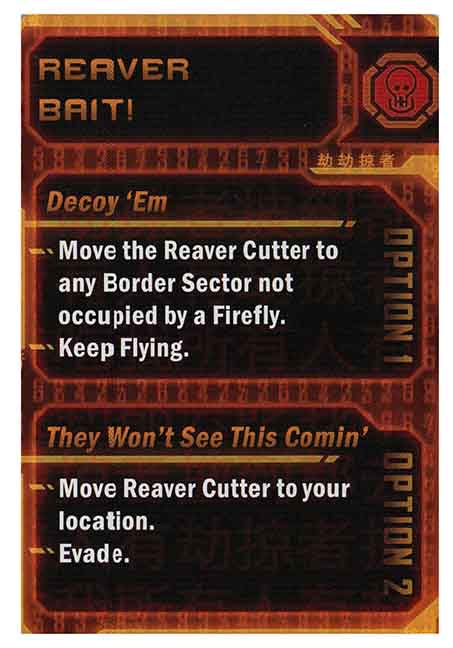 REAVER
BAIT!
劫劫掠者
Decoy ‘Em
Move the Reaver Cutter to
any Border Sector not
occupied by a Firefly.
Keep Flying.
OPTION 1
They Won’t See This Comin’
Move Reaver Cutter to your
location.
Evade.
OPTION 2